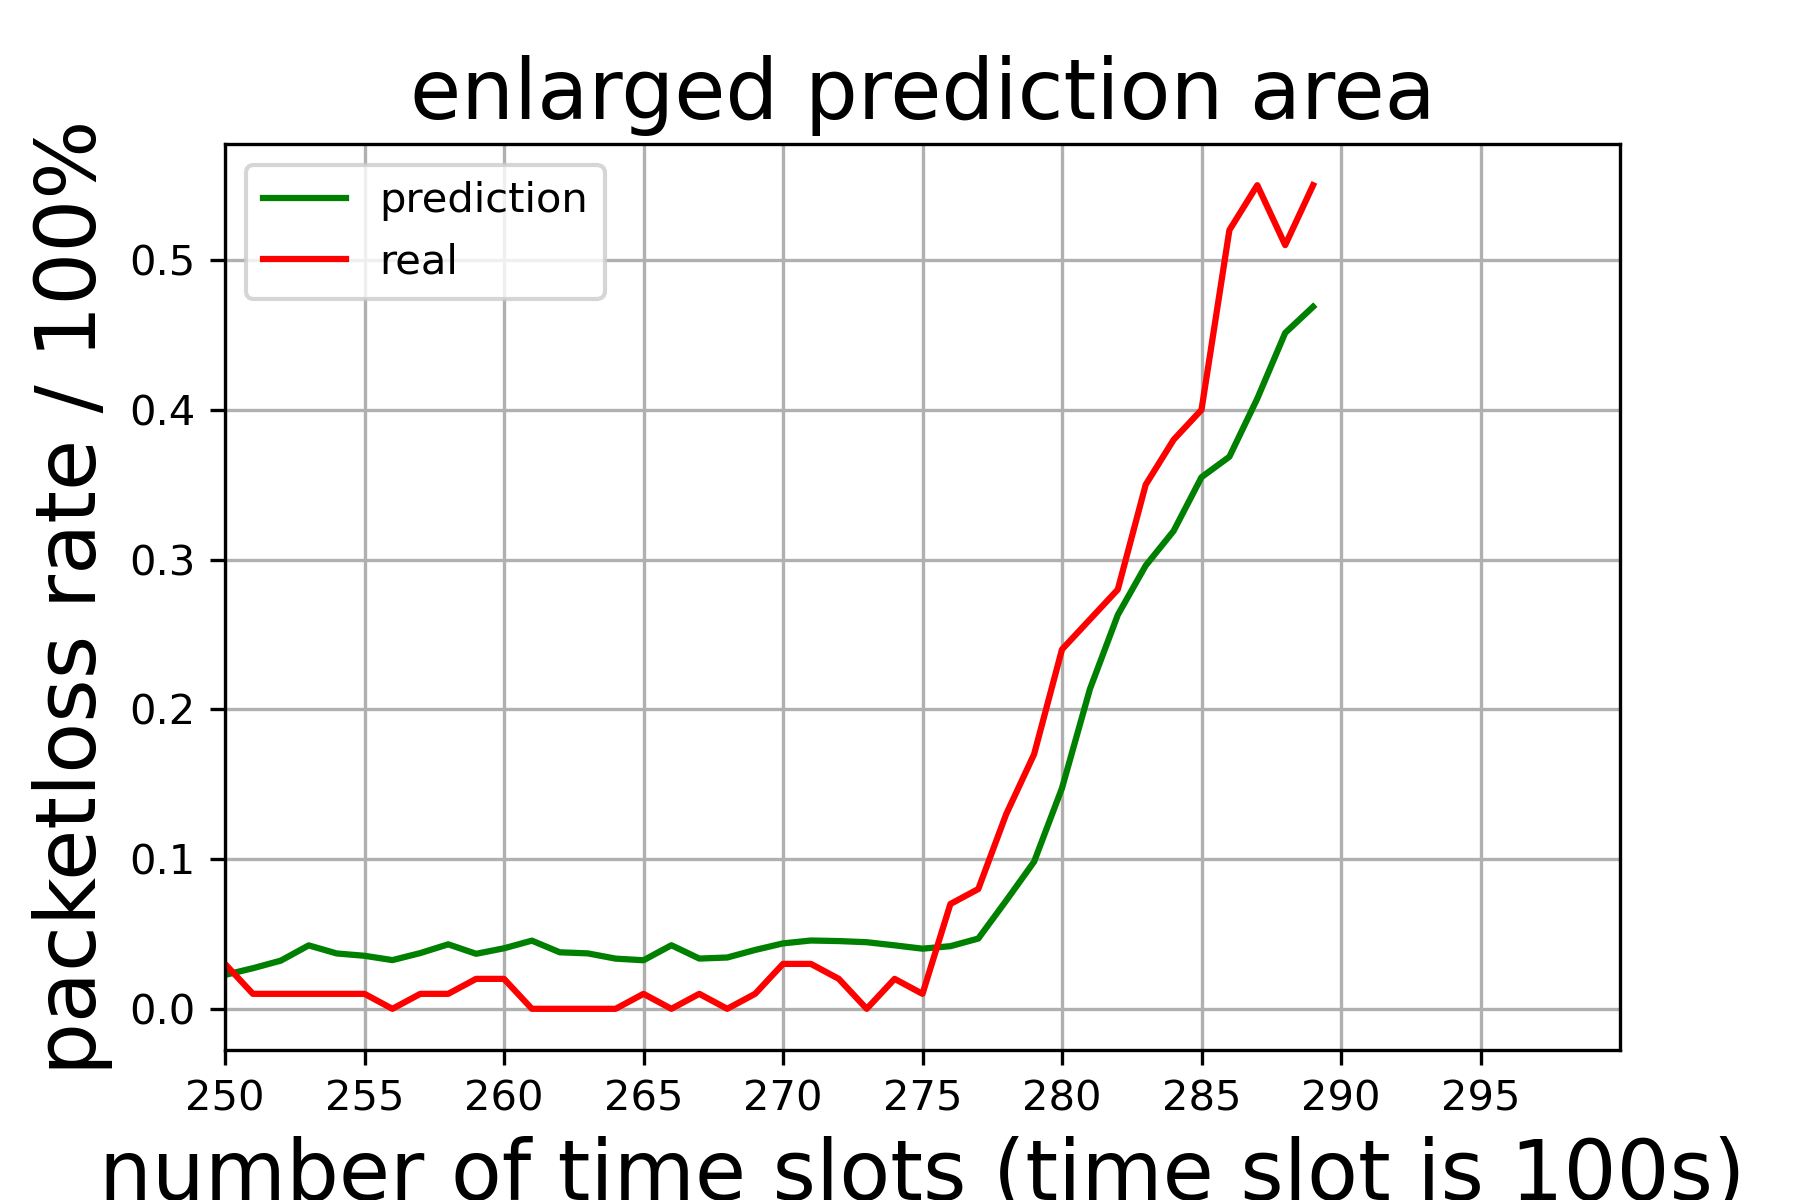 enlarged prediction area
packetloss rate / 100%
prediction
real
0.5
0.4
0.3
0.2
0.1
0.0
250 255 260 265 270 275 280 285 290 295
number of time slots (time slot is 100s)